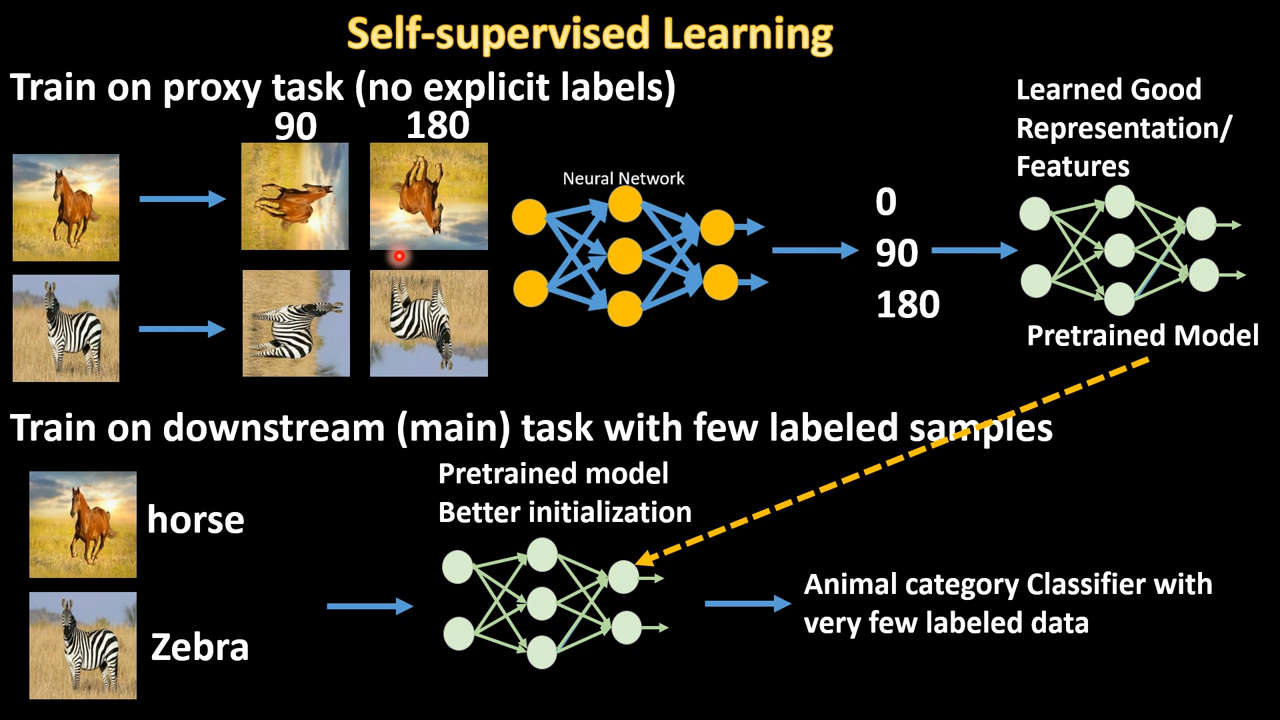 Self-supervised Learning
Train on proxy task (no explicit labels)
90
180
Neural Network
0
90
180
Learned Good
Representation/
Features
Pretrained Model
Train on downstream (main) task with few labeled samples
horse
Zebra
Pretrained model
Better initialization
Animal category Classifier with
very few labeled data